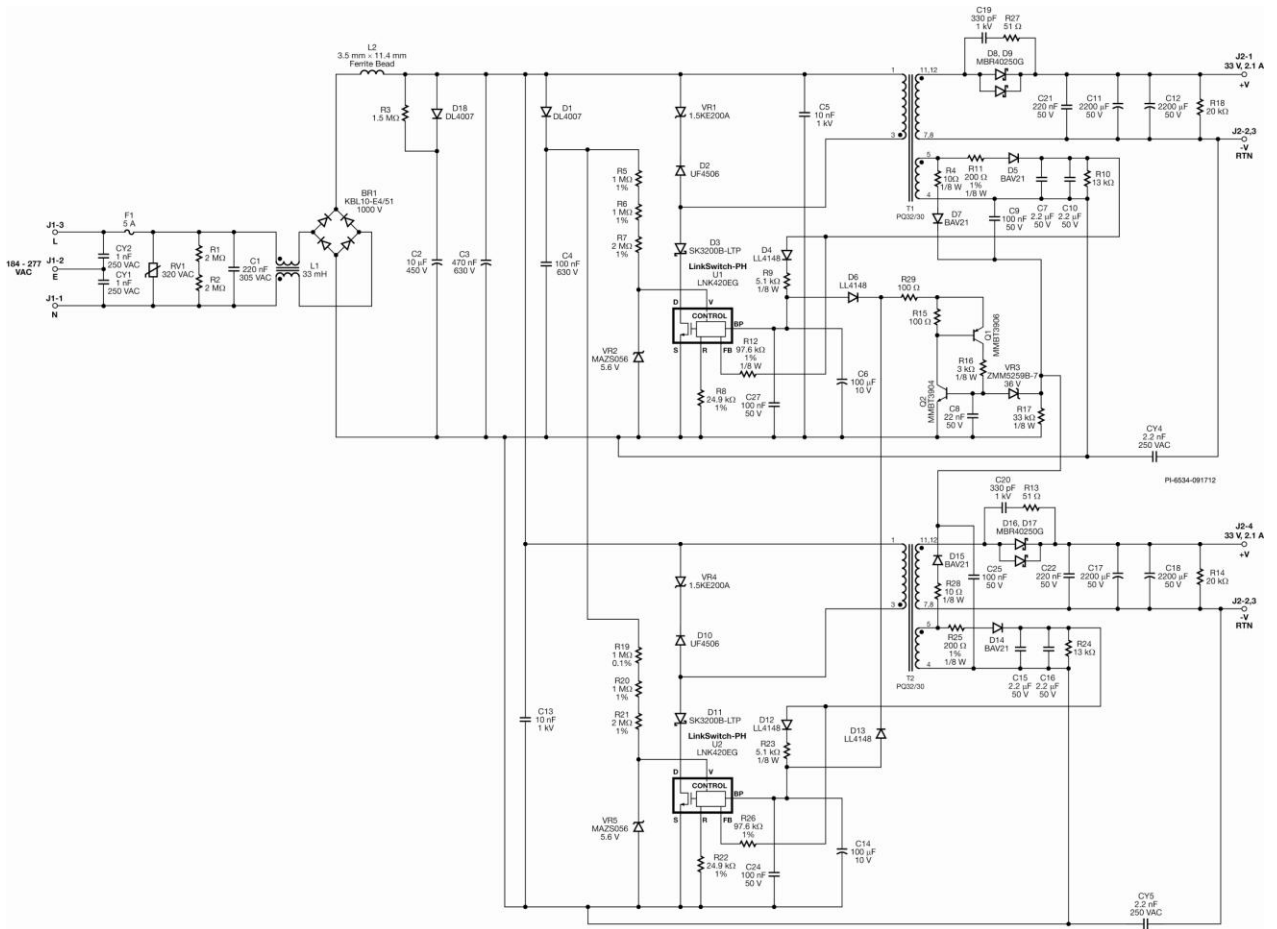 C19
330 pF
1 kV
R27
51 Ω
D8, D9
MBR40250G
J2-1
33 V, 2.1 A
+V
L2
3.5 mm × 11.4 mm
Ferrite Bead
R3
1.5 MΩ
D18
DL4007
D1
DL4007
VR1
1.5KE200A
C5
10 nF
1 kV
1
3
11,12
7,8
C21
220 nF
50 V
C11
2200 µF
50 V
C12
2200 µF
50 V
R18
20 kΩ
J2-2,3
-V
RTN
R5
1 MΩ
1%
R6
1 MΩ
1%
R7
2 MΩ
1%
D2
UF4506
5
4
R4
10Ω
1/8 W
R11
200 Ω
1%
1/8 W
D5
BAV21
R10
13 kΩ
T1
PQ32/30
D7
BAV21
C9
100 nF
50 V
C7
2.2 µF
50 V
C10
2.2 µF
50 V
BR1
KBL10-E4/51
1000 V
F1
5 A
J1-3
L
J1-2
E
184 - 277
VAC
J1-1
N
CY2
1 nF
250 VAC
CY1
1 nF
250 VAC
RV1
320 VAC
R1
2 MΩ
R2
2 MΩ
C1
220 nF
305 VAC
L1
33 mH
C2
10 µF
450 V
C3
470 nF
630 V
C4
100 nF
630 V
D3
SK3200B-LTP
LinkSwitch-PH
U1
LNK420EG
D4
LL4148
R9
5.1 kΩ
1/8 W
D6
LL4148
R29
100 Ω
R15
100 Ω
Q1
MMBT3906
D
V
CONTROL
BP
S
R
FB
R12
97.6 kΩ
1%
1/8 W
VR2
MAZS056
5.6 V
R8
24.9 kΩ
1%
C27
100 nF
50 V
C6
100 µF
10 V
R16
3 kΩ
1/8 W
VR3
ZMM5259B-7
36 V
Q2
MMBT3904
C8
22 nF
50 V
R17
33 kΩ
1/8 W
CY4
2.2 nF
250 VAC
PI-6534-091712
C20
330 pF
1 kV
R13
51 Ω
D16, D17
MBR40250G
J2-4
33 V, 2.1 A
+V
VR4
1.5KE200A
1
3
11,12
7,8
D15
BAV21
R28
10 Ω
1/8 W
C25
100 nF
50 V
C22
220 nF
50 V
C17
2200 µF
50 V
C18
2200 µF
50 V
R14
20 kΩ
J2-2,3
-V
RTN
D10
UF4506
5
4
R25
200 Ω
1%
1/8 W
D14
BAV21
R24
13 kΩ
C15
2.2 µF
50 V
C16
2.2 µF
50 V
T2
PQ32/30
R19
1 MΩ
0.1%
R20
1 MΩ
1%
R21
2 MΩ
1%
C13
10 nF
1 kV
D11
SK3200B-LTP
LinkSwitch-PH
U2
LNK420EG
D12
LL4148
R23
5.1 kΩ
1/8 W
D13
LL4148
D
V
CONTROL
BP
S
R
FB
R26
97.6 kΩ
1%
VR5
MAZS056
5.6 V
R22
24.9 kΩ
1%
C24
100 nF
50 V
C14
100 µF
10 V
CY5
2.2 nF
250 VAC